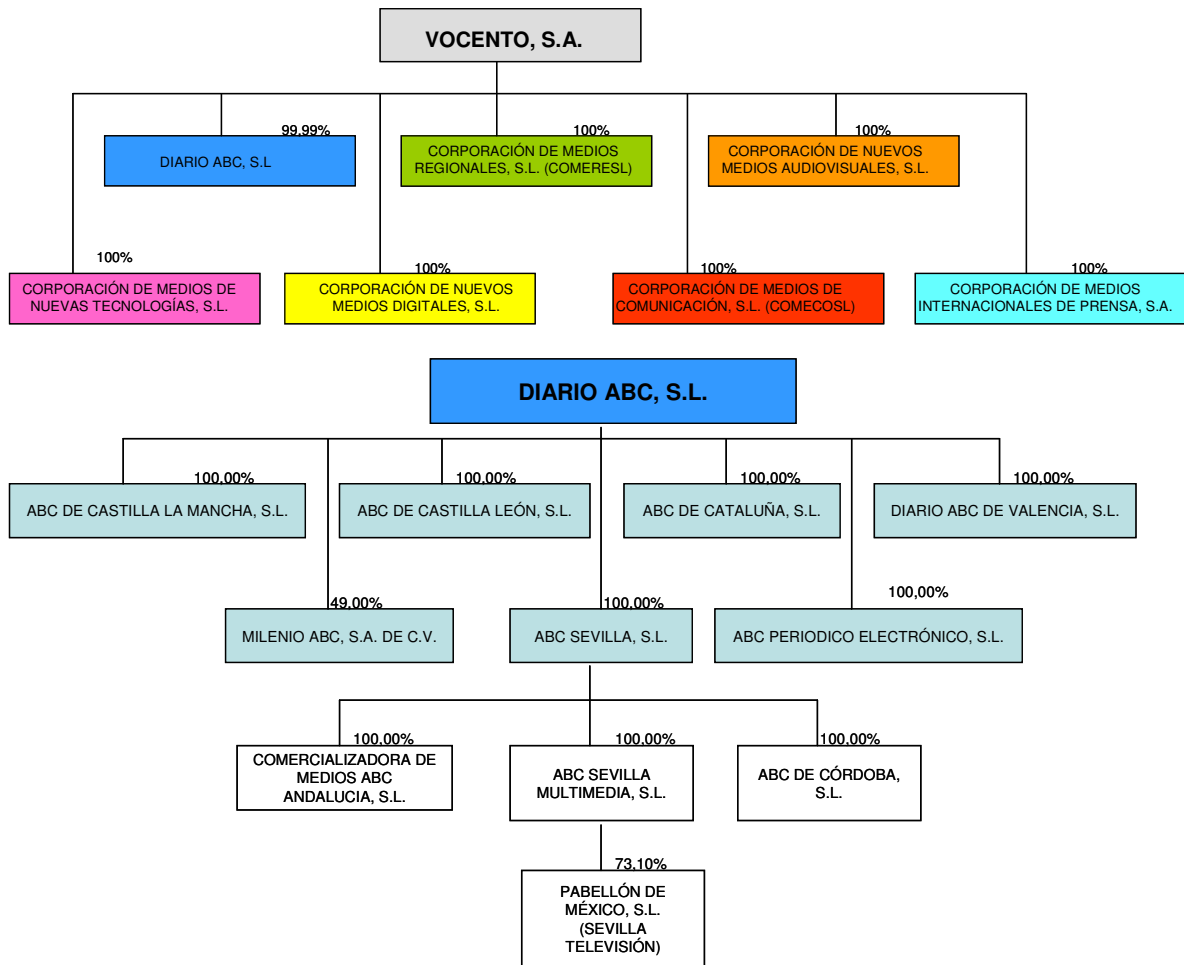 VOCENTO, S.A.
99,99%
DIARIO ABC, S.L
100%
CORPORACIÓN DE MEDIOS
REGIONALES, S.L. (COMERESL)
100%
CORPORACIÓN DE NUEVOS
MEDIOS AUDIOVISUALES, S.L.
100%
CORPORACIÓN DE MEDIOS DE
NUEVAS TECNOLOGÍAS, S.L.
100%
CORPORACIÓN DE NUEVOS
MEDIOS DIGITALES, S.L.
100%
CORPORACIÓN DE MEDIOS DE
COMUNICACIÓN, S.L. (COMECOSL)
100%
CORPORACIÓN DE MEDIOS
INTERNACIONALES DE PRENSA, S.A.
DIARIO ABC, S.L.
100,00%
ABC DE CASTILLA LA MANCHA, S.L.
100,00%
ABC DE CASTILLA LEÓN, S.L.
100,00%
ABC DE CATALUÑA, S.L.
100,00%
DIARIO ABC DE VALENCIA, S.L.
49,00%
MILENIO ABC, S.A. DE C.V.
100,00%
ABC SEVILLA, S.L.
100,00%
ABC PERIODICO ELECTRÓNICO, S.L.
100,00%
COMERCIALIZADORA DE
MEDIOS ABC
ANDALUCIA, S.L.
100,00%
ABC SEVILLA
MULTIMEDIA, S.L.
100,00%
ABC DE CÓRDOBA,
S.L.
73,10%
PABELLÓN DE
MÉXICO, S.L.
(SEVILLA
TELEVISIÓN)